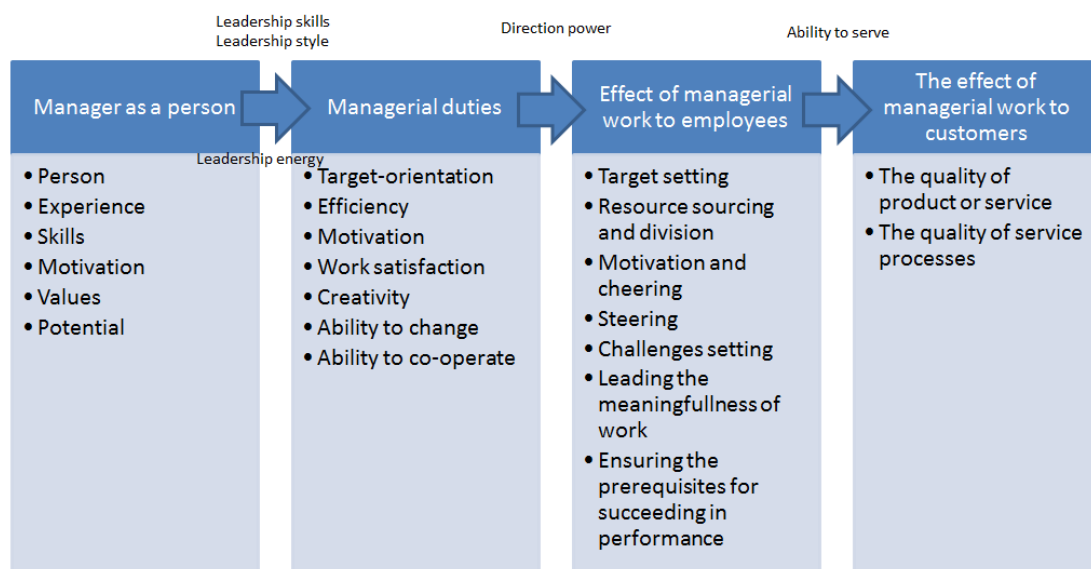 Leadership skills
Leadership style
Direction power
Ability to serve
Manager as a person
Managerial duties
Effect of managerial
work to employees
The effect of
managerial work to
customers
Leadership energy
• Person
• Experience
• Skills
• Motivation
• Values
• Potential
• Target-orientation
• Efficiency
• Motivation
• Work satisfaction
• Creativity
• Ability to change
• Ability to co-operate
• Target setting
• Resource sourcing
and division
• Motivation and
cheering
• Steering
• Challenges setting
• Leading the
meaningfullness of
work
• Ensuring the
prerequisites for
succeeding in
performance
• The quality of
product or service
• The quality of service
processes